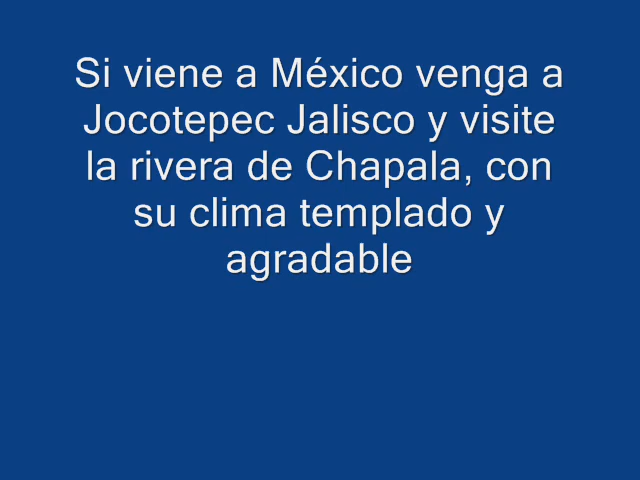 Si viene a México venga a
Jocotepec Jalisco y visite
la rivera de Chapala, con
su clima templado y
agradable